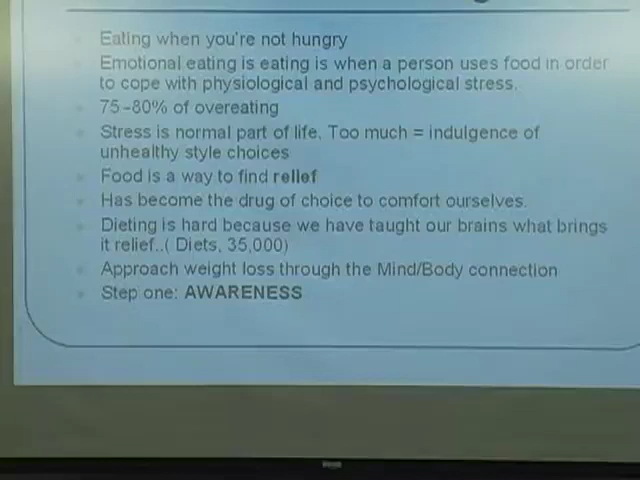 Eating when you're not hungry
Emotional eating is eating is when a person uses food in order
to cope with physiological and psychological stress.
75-80% of overeating
Stress is normal part of life. Too much = indulgence of
unhealthy style choices
Food is a way to find relief
Has become the drug of choice to comfort ourselves.
Dieting is hard because we have taught our brains what brings
it relief..( Diets, 35,000)
Approach weight loss through the Mind/Body connection
Step one: AWARENESS